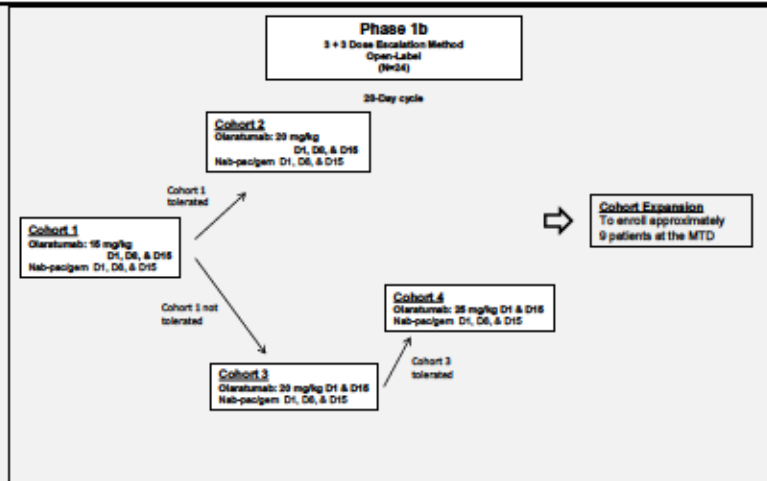 Phase 1b
3 + 3 Dose Escalation Method
Open-Label
(N=24)
28-Day cycle
Cohort 2
Olaratumab: 20 mg/kg
D1, D8, & D15
Nab-pac/gem D1, D8, & D15
Cohort 1
tolerated
Cohort 1
Olaratumab: 15 mg/kg
D1, D8, & D15
Nab-pac/gem D1, D8, & D15
Cohort Expansion
To enroll approximately
9 patients at the MTD
Cohort 1 not
tolerated
Cohort 4
Olaratumab: 25 mg/kg D1 & D15
Nab-pac/gem D1, D8, & D15
Cohort 3
Olaratumab: 20 mg/kg D1 & D15
Nab-pac/gem D1, D8, & D15
Cohort 3
tolerated